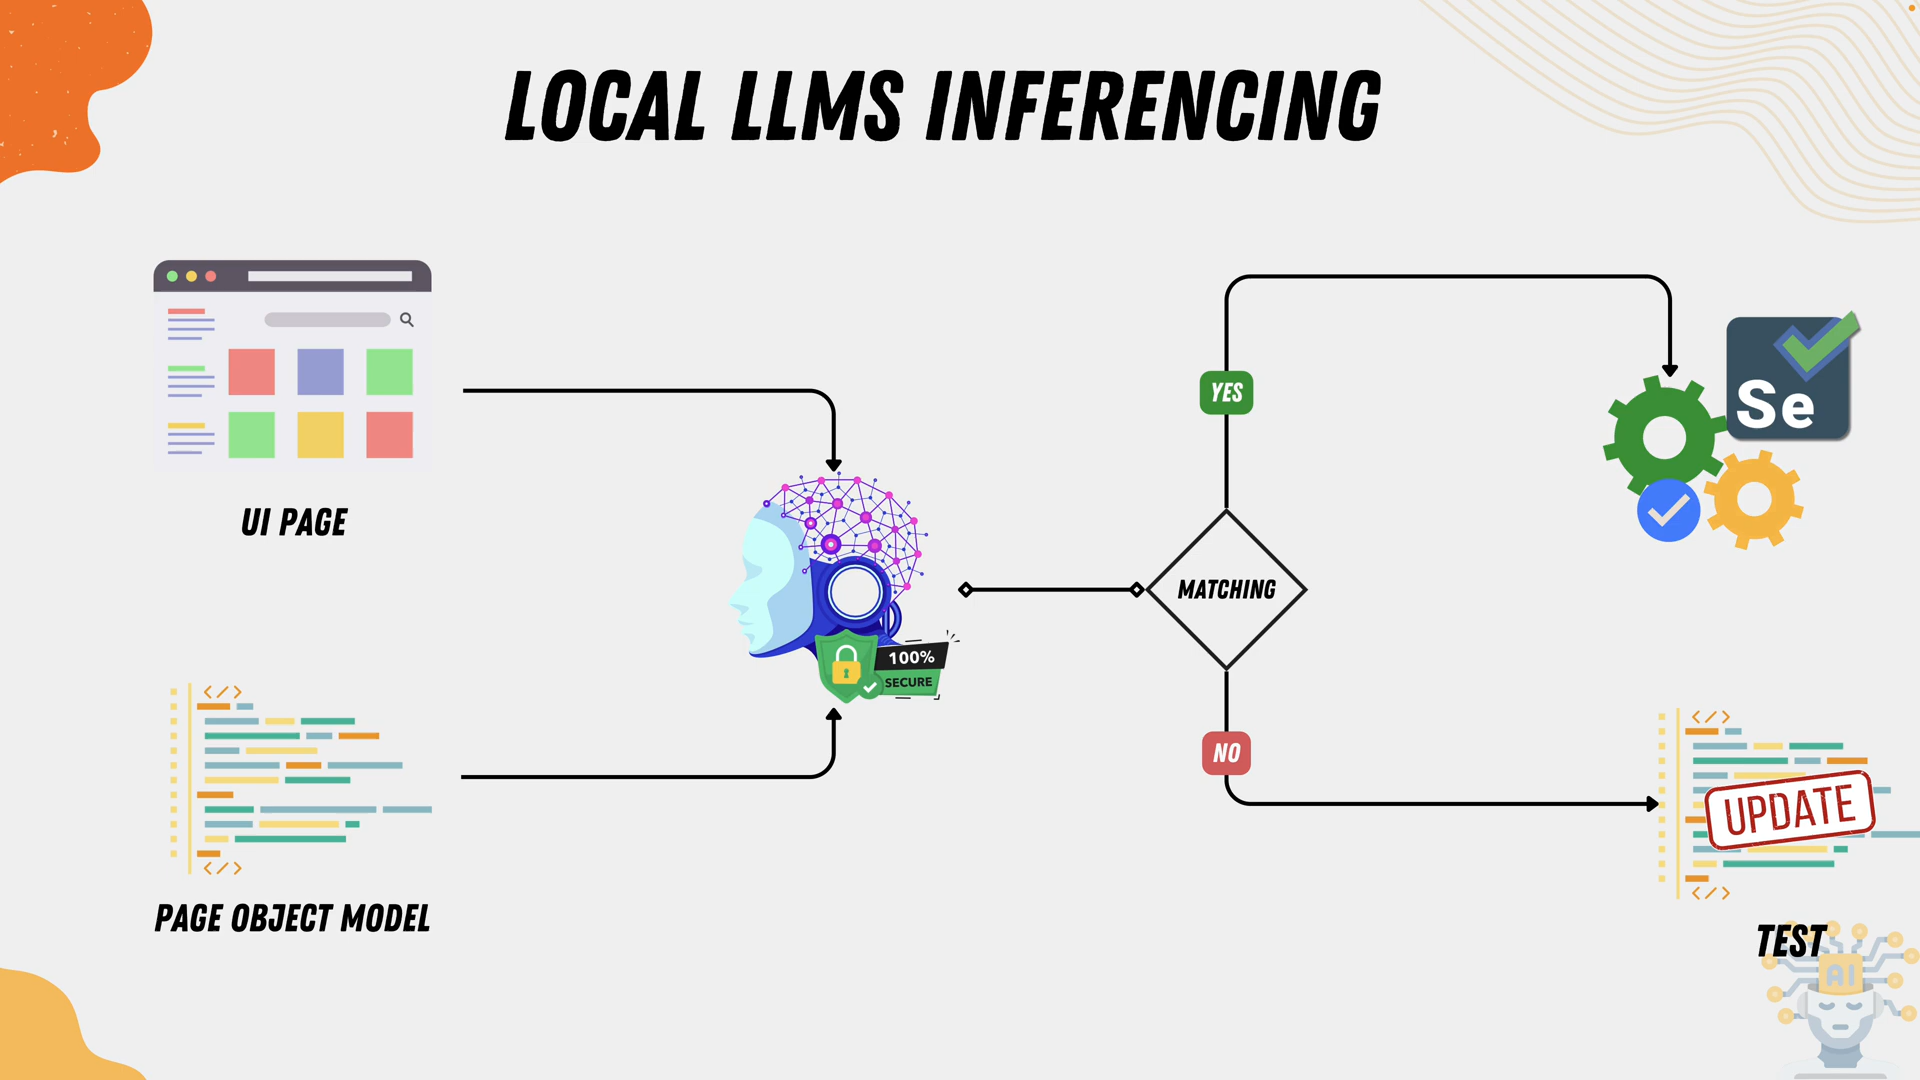 LOCAL LLMS INFERENCING
UI PAGE
PAGE OBJECT MODEL
100%
SECURE
YES
MATCHING
NO
Se
UPDATE
TEST
AI